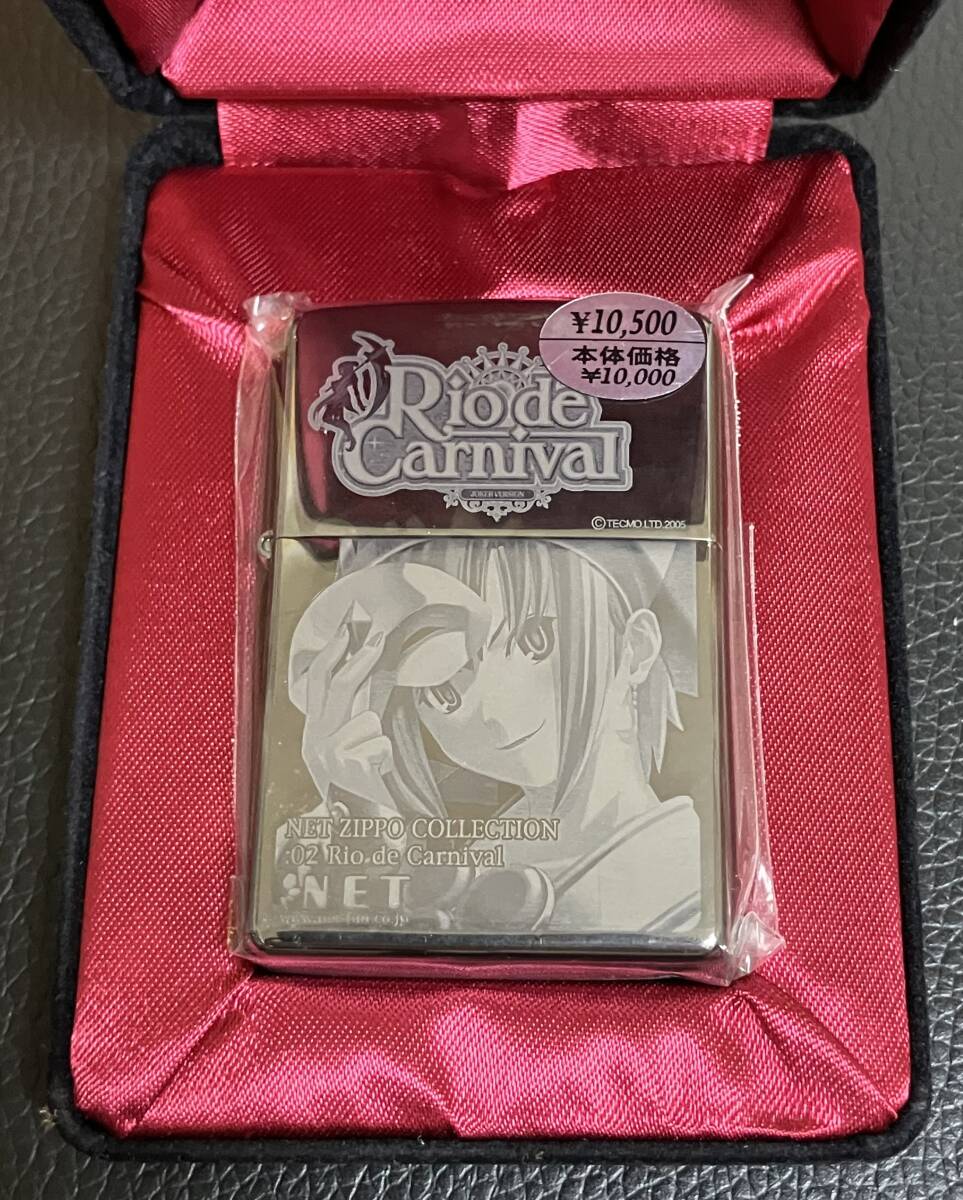 ¥10,500
本体価格
¥10,000
Rio de
Carnival
JOKER VERSION
©TECMO LTD.2005
NET ZIPPO COLLECTION
:02 Rio de Carnival
NET